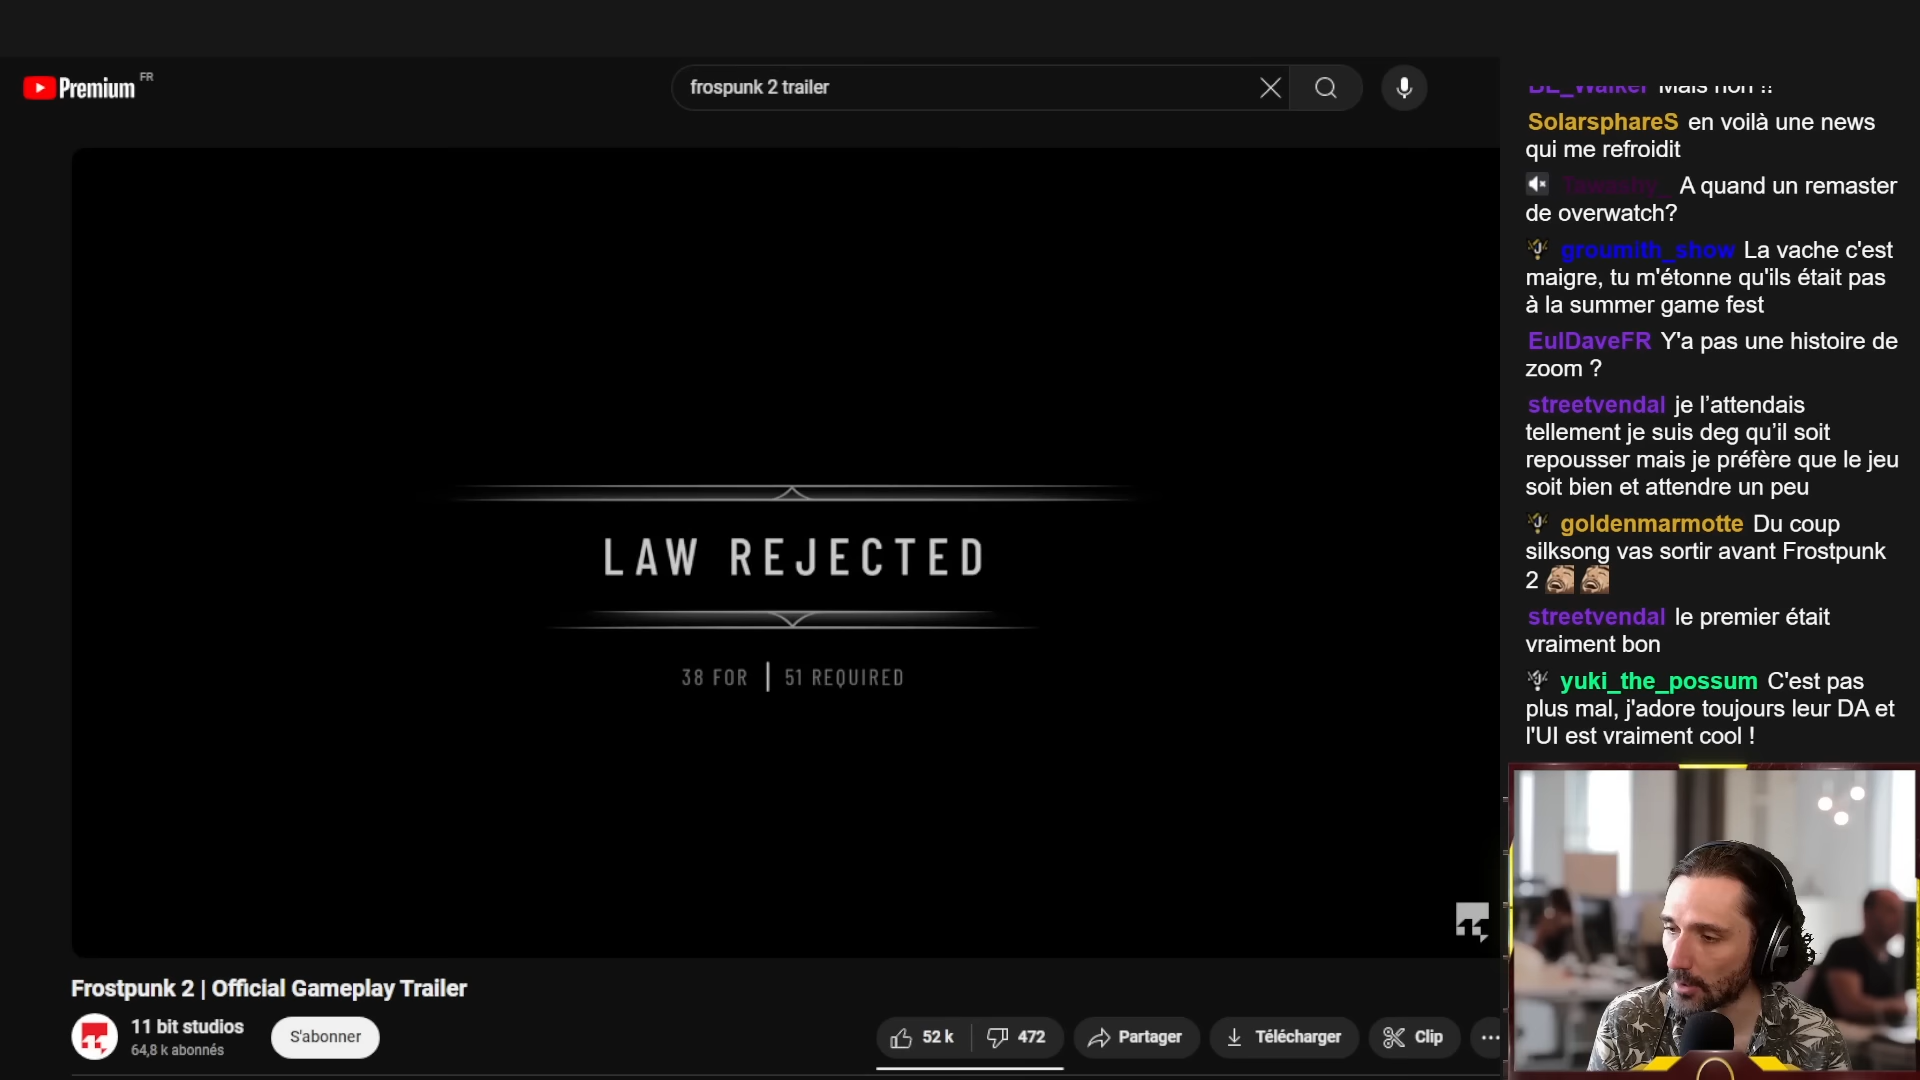 Premium FR
frospunk 2 trailer
LAW REJECTED
38 FOR | 51 REQUIRED
Frostpunk 2 | Official Gameplay Trailer
11 bit studios
64,8 k abonnés
S'abonner
52 k
472
Partager
Télécharger
Clip
SolarsphareS en voilà une news
qui me refroidit
A quand un remaster
de overwatch?
groumith_show La vache c'est
maigre, tu m'étonne qu'ils était pas
à la summer game fest
EulDaveFR Y'a pas une histoire de
zoom ?
streetvendal je l’attendais
tellement je suis deg qu’il soit
repousser mais je préfère que le jeu
soit bien et attendre un peu
goldenmarmotte Du coup
silksong vas sortir avant Frostpunk
2
streetvendal le premier était
vraiment bon
yuki_the_possum C'est pas
plus mal, j'adore toujours leur DA et
l'UI est vraiment cool !